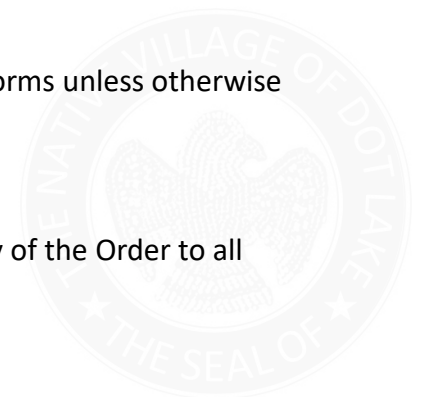 orms unless otherwise
y of the Order to all
THE NATIVE VILLAGE OF DOT LAKE
★ THE SEAL OF ★